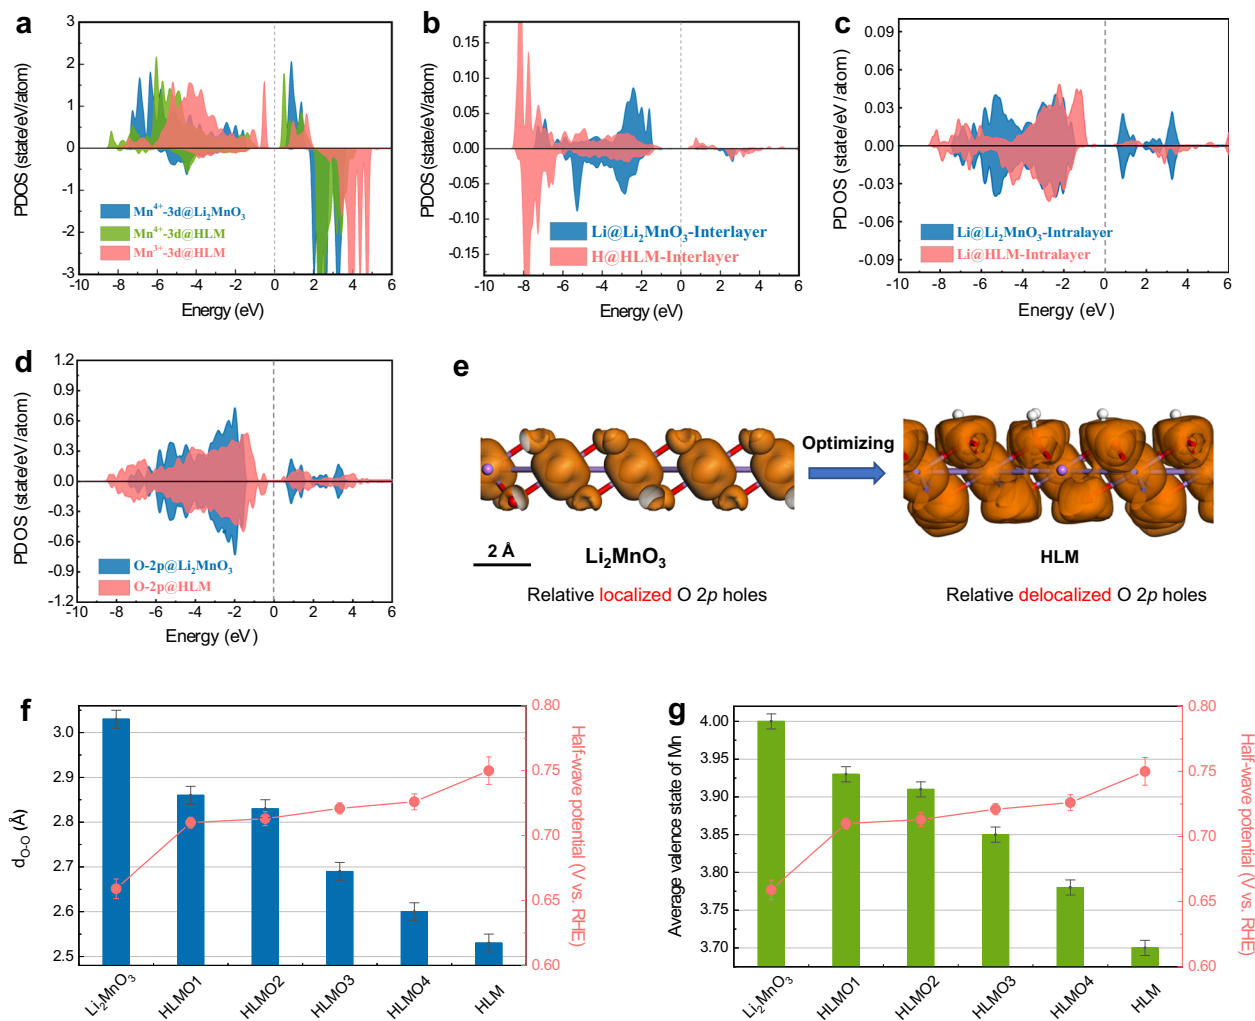 a
PDOS (state/eV/atom)
3
2
1
0
1
-2
-3
-10 -8 -6 -4 -2 0 2 4 6
Energy (eV)
Mn4+-3d@Li2MnO3
Mn4+-3d@HLM
Mn3+-3d@HLM
b
PDOS (state/eV/atom)
0.15
0.10
0.05
0.00
-0.05
-0.10
-0.15
-10 -8 -6 -4 -2 0 2 4 6
Energy (eV)
Li@Li2MnO3-Interlayer
H@HLM-Interlayer
c
PDOS (state/eV /atom)
0.09
0.06
0.03
0.00
-0.03
-0.06
-0.09
-10 -8 -6 -4 -2 0 2 4 6
Energy (eV)
Li@Li2MnO3-Intralayer
Li@HLM-Intralayer
d
PDOS (state/eV /atom)
1.2
0.9
0.6
0.3
0.0
-0.3
-0.6
-0.9
-1.2
-10 -8 -6 -4 -2 0 2 4 6
Energy (eV )
O-2p@Li2MnO3
O-2p@HLM
e
Optimizing
2 Å
Li2MnO3
HLM
Relative localized O 2p holes
Relative delocalized O 2p holes
f
dO-O (Å)
3.0
2.9
2.8
2.7
2.6
2.5
0.80
0.75
0.70
0.65
0.60
Half-wave potential (V vs. RHE)
Li2MnO3 HLMO1 HLMO2 HLMO3 HLMO4 HLM
g
Average valence state of Mn
4.00
3.95
3.90
3.85
3.80
3.75
3.70
0.80
0.75
0.70
0.65
0.60
Half-wave potential (V vs. RHE)
Li2MnO3 HLMO1 HLMO2 HLMO3 HLMO4 HLM